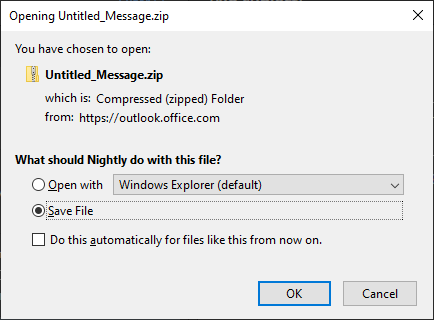 Opening Untitled_Message.zip
You have chosen to open:
Untitled_Message.zip
which is: Compressed (zipped) Folder
from: https://outlook.office.com
What should Nightly do with this file?
Open with Windows Explorer (default)
Save File
Do this automatically for files like this from now on.
OK Cancel